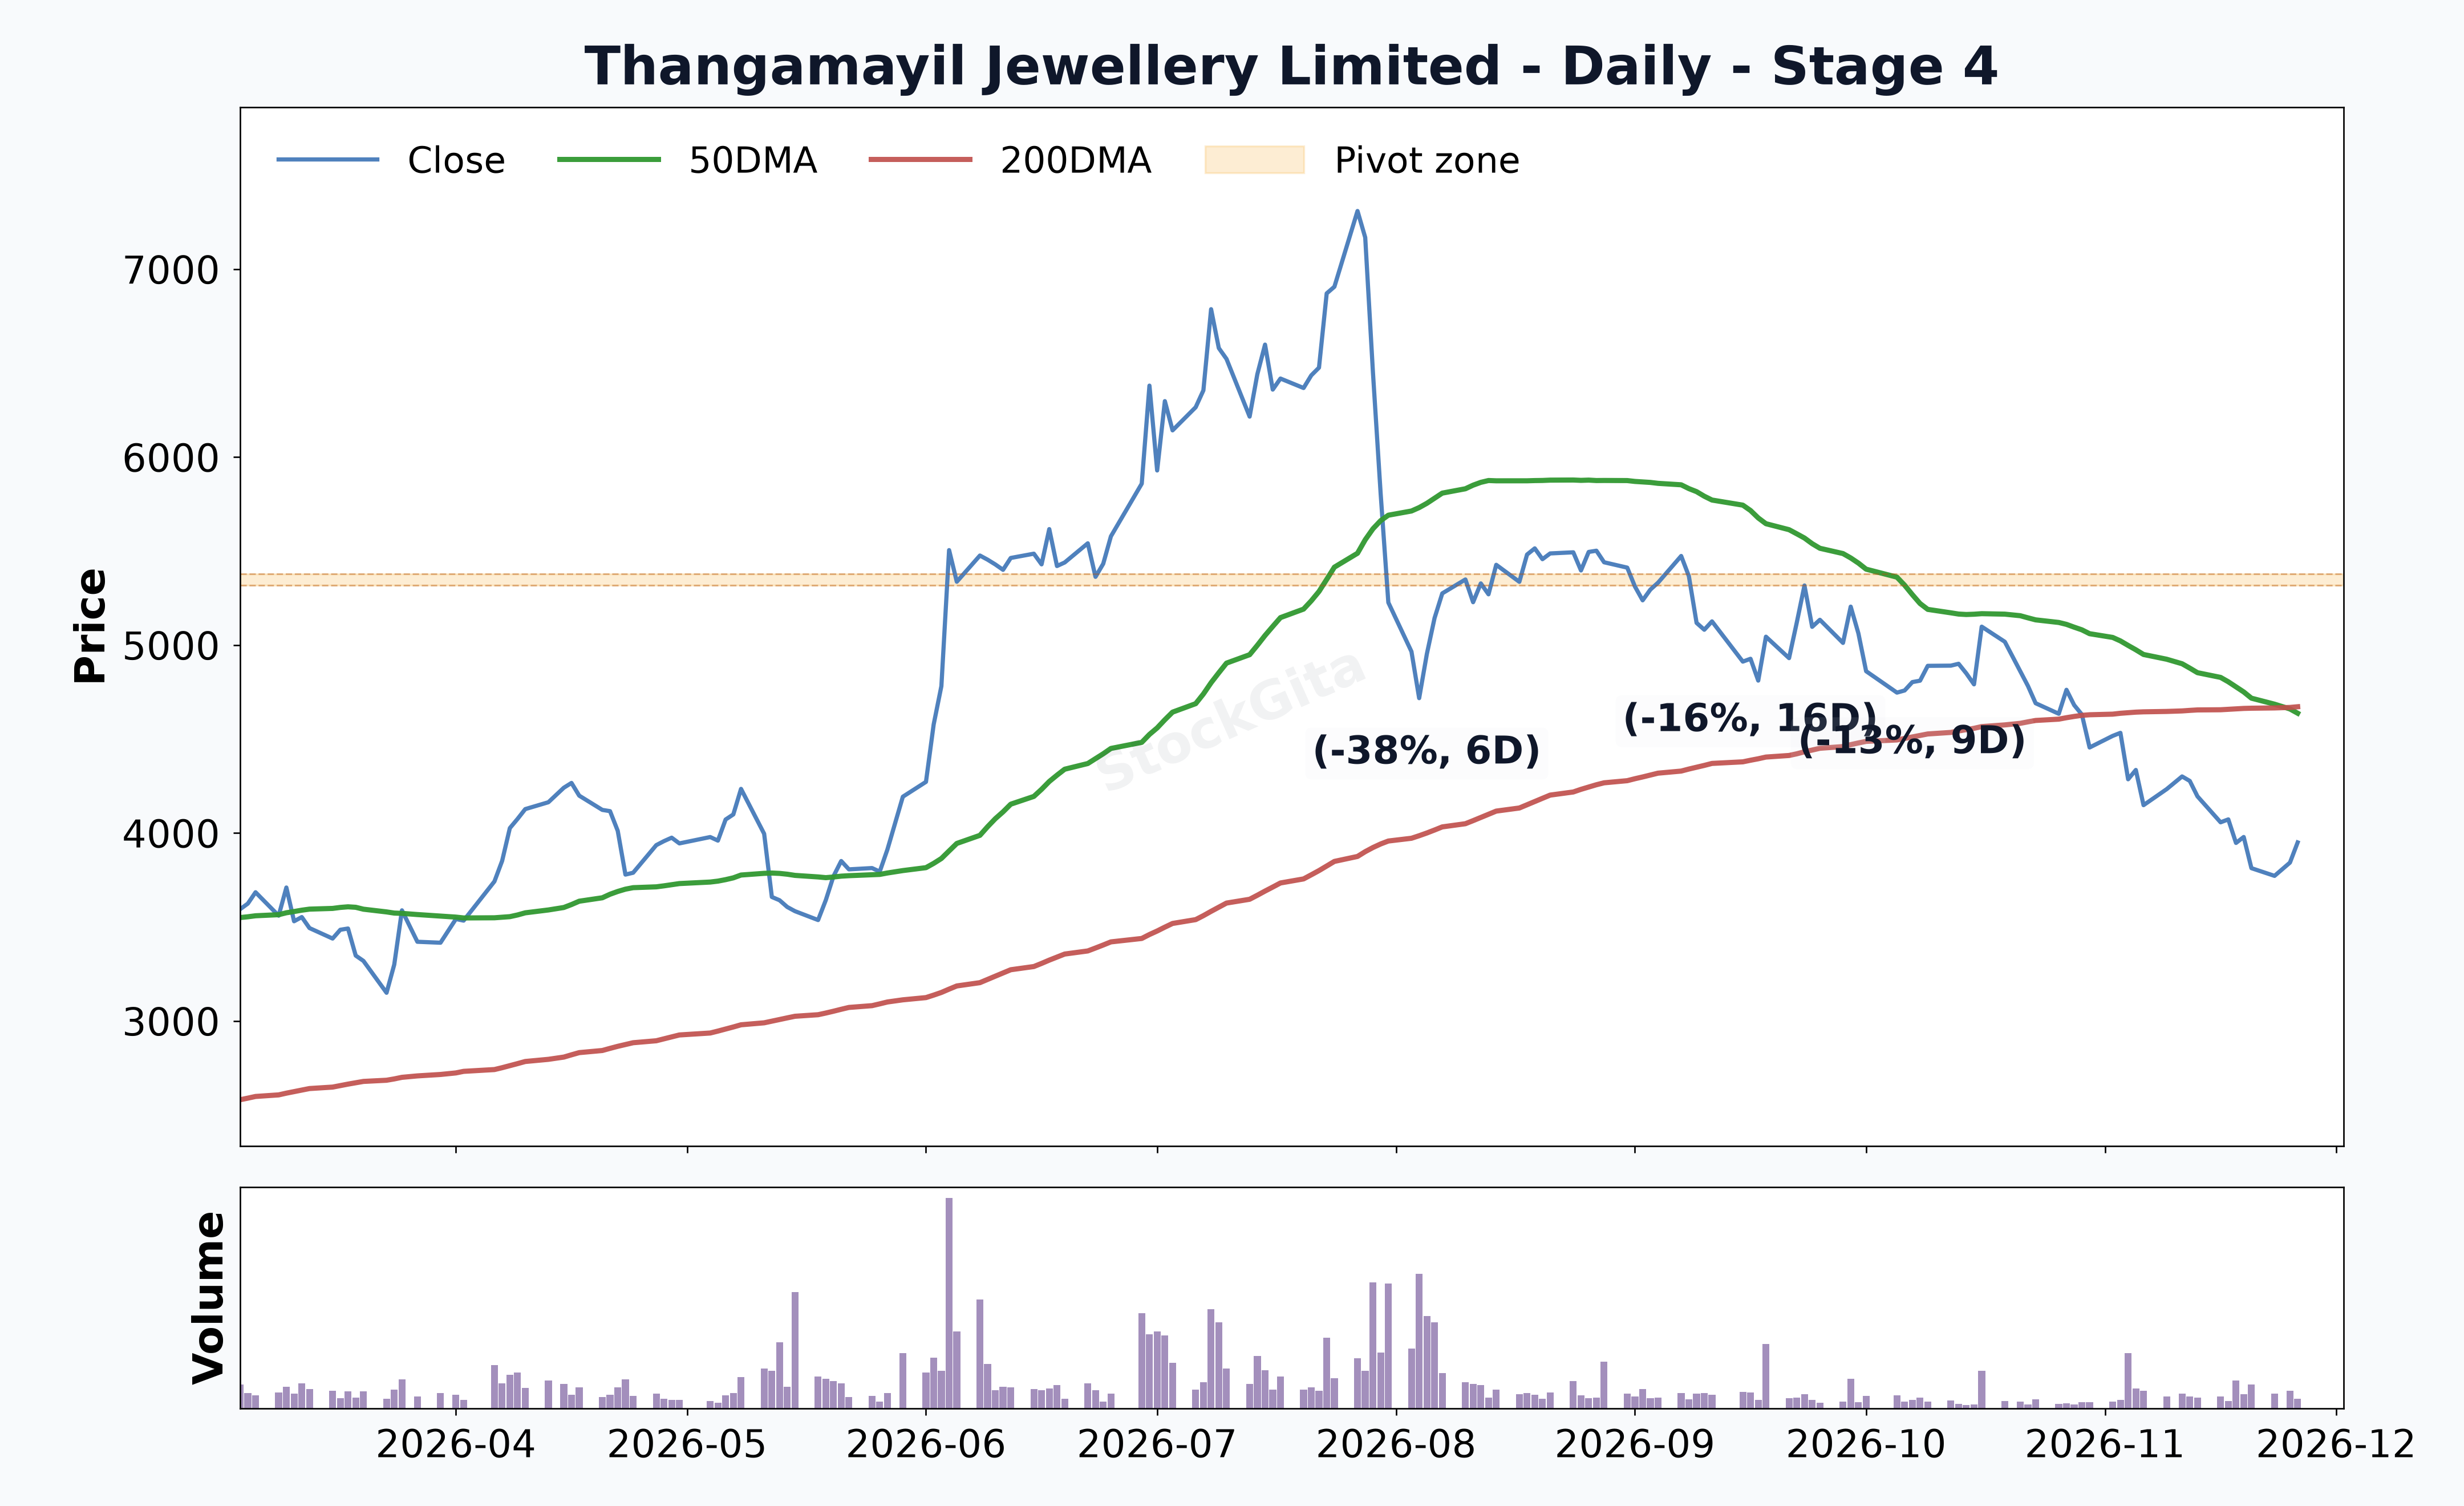 Thangamayil Jewellery Limited - Daily - Stage 4
Close 50DMA 200DMA Pivot zone
Price
7000
6000
5000
4000
3000
StockGita
(-38%, 6D)
(-16%, 16D)
(-13%, 9D)
Volume
2026-04 2026-05 2026-06 2026-07 2026-08 2026-09 2026-10 2026-11 2026-12